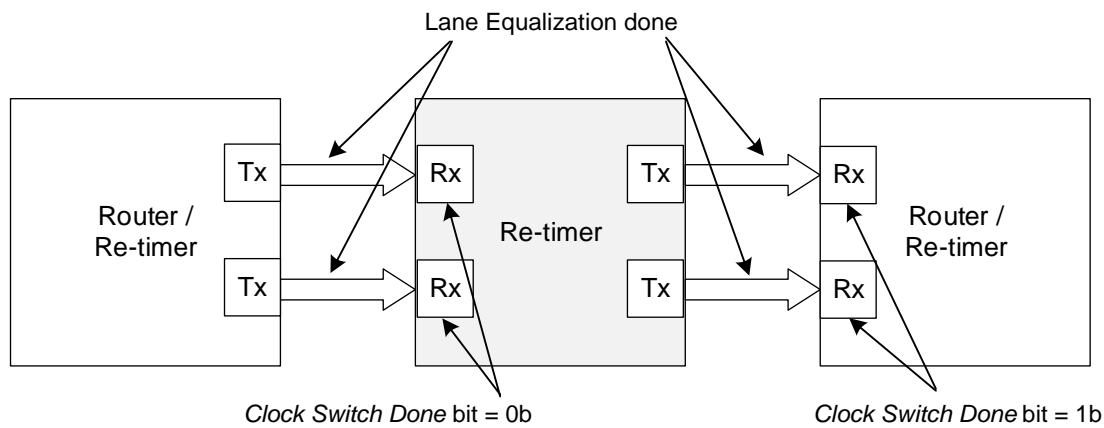 Lane Equalization done
Tx
Rx
Tx
Rx
Router /
Re-timer
Re-timer
Router /
Re-timer
Tx
Rx
Tx
Rx
Clock Switch Done bit = 0b
Clock Switch Done bit = 1b